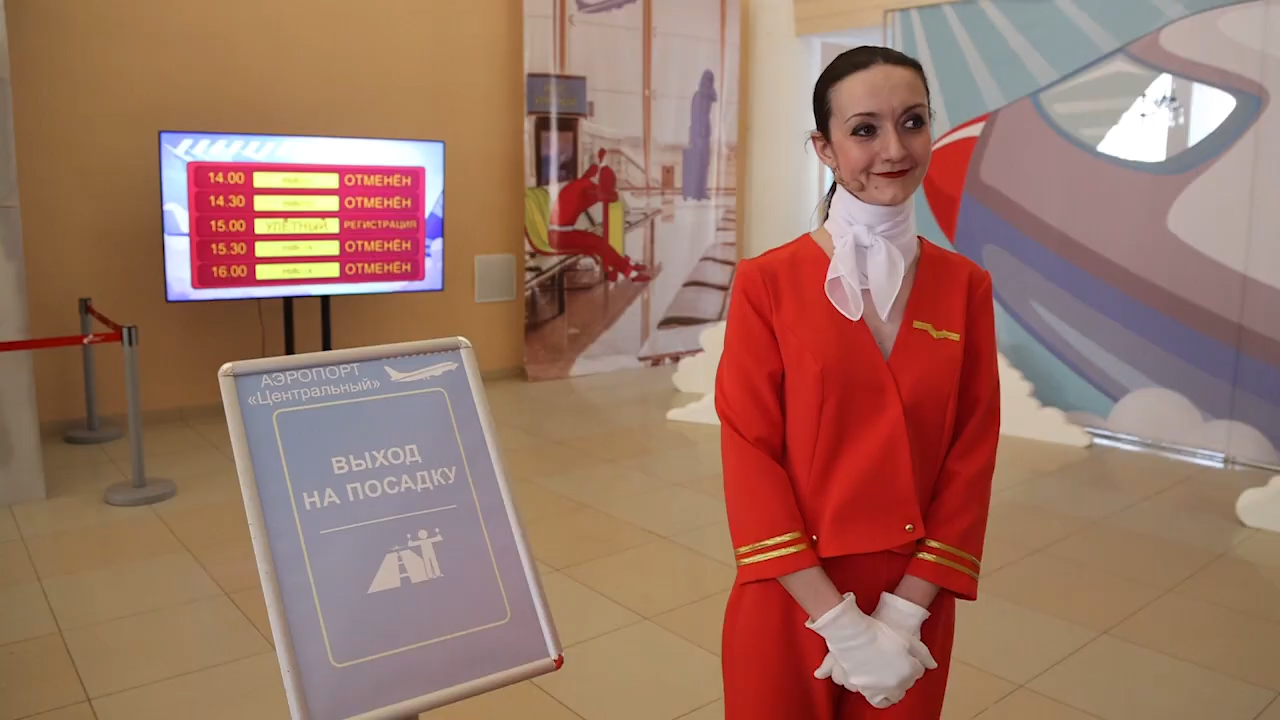 14.00 ОТМЕНЁН
14.30 ОТМЕНЁН
15.00 УЛЁТНЫЙ РЕГИСТРАЦИЯ
15.30 ОТМЕНЁН
16.00 ОТМЕНЁН
АЭРОПОРТ
«Центральный»
ВЫХОД
НА ПОСАДКУ